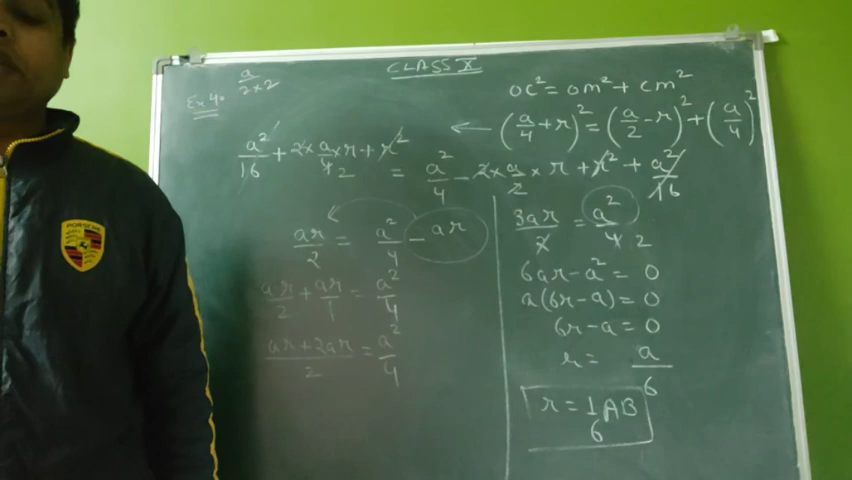 CLASS X
a/2×2
Ex 4.
OC² = OM² + CM²
← (a/4 + r)² = (a/2 - r)² + (a/4)²
a²/16 + 2×a/4 2×r + r² = a²/4 - 2×a/2×r + r² + a²/16
ar/2 = a²/4 - ar
ar/2 + ar/1 = a²/4
ar + 2ar/2 = a²/4
3ar/2 = a²/4 2
6ar - a² = 0
a(6r - a) = 0
6r - a = 0
r = a/6
r = 1/6 AB
PORSCHE